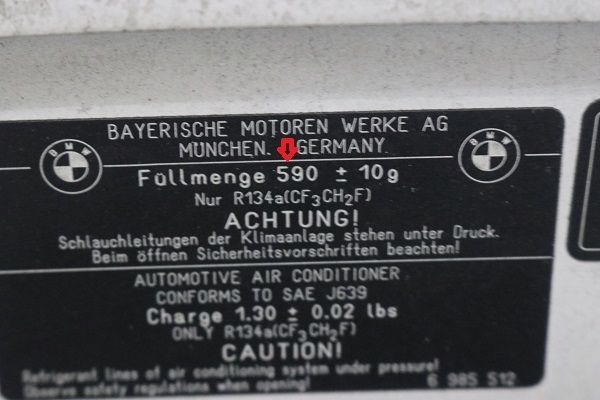 BAYERISCHE MOTOREN WERKE AG
MÜNCHEN. GERMANY
BMW
BMW
Füllmenge 590 ± 10g
Nur R134a(CF3CH2F)
ACHTUNG!
Schlauchleitungen der Klimaanlage stehen unter Druck.
Beim öffnen Sicherheitsvorschriften beachten!
AUTOMOTIVE AIR CONDITIONER
CONFORMS TO SAE J639
Charge 1.30 ± 0.02 lbs
ONLY R134a(CF3CH2F)
CAUTION!
Refrigerant lines of air conditioning system under pressure!
Observe safety regulations when opening!
6 985 512